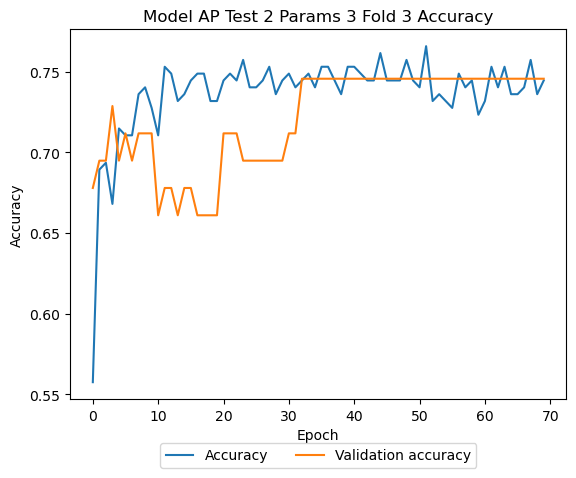 Model AP Test 2 Params 3 Fold 3 Accuracy
Accuracy
0.75
0.70
0.65
0.60
0.55
0 10 20 30 40 50 60 70
Epoch
Accuracy Validation accuracy